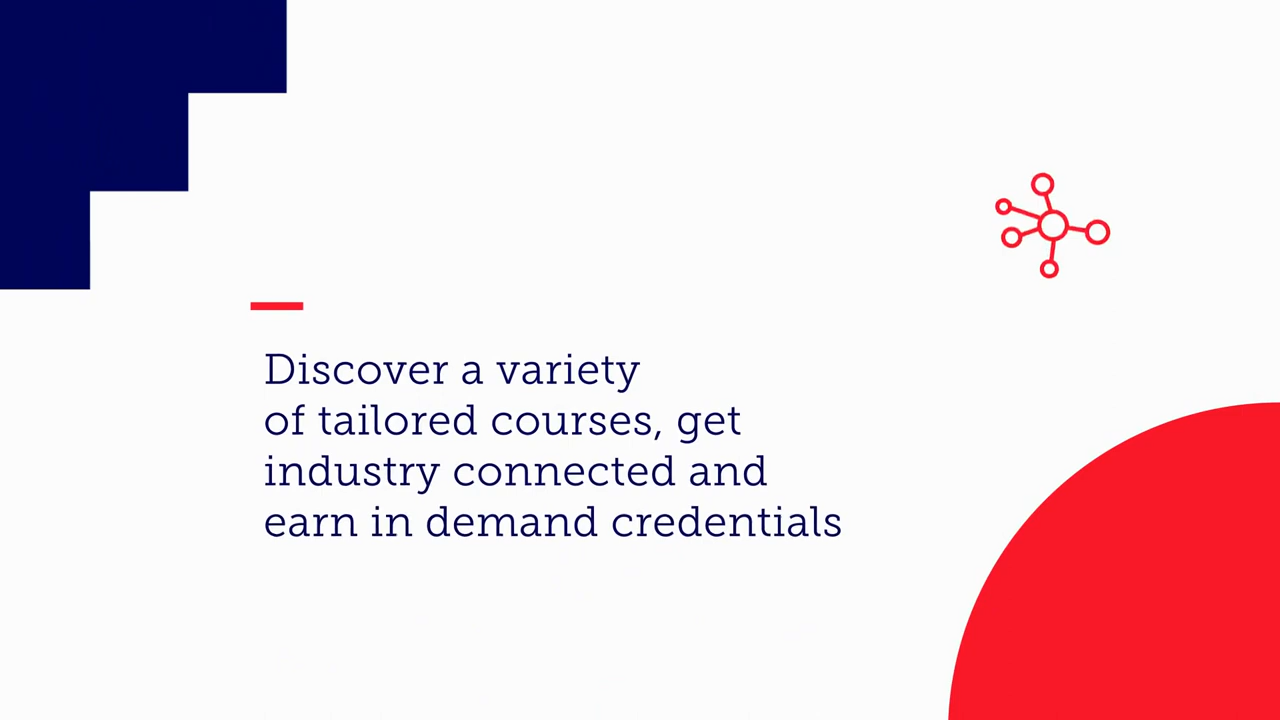 Discover a variety
of tailored courses, get
industry connected and
earn in demand credentials